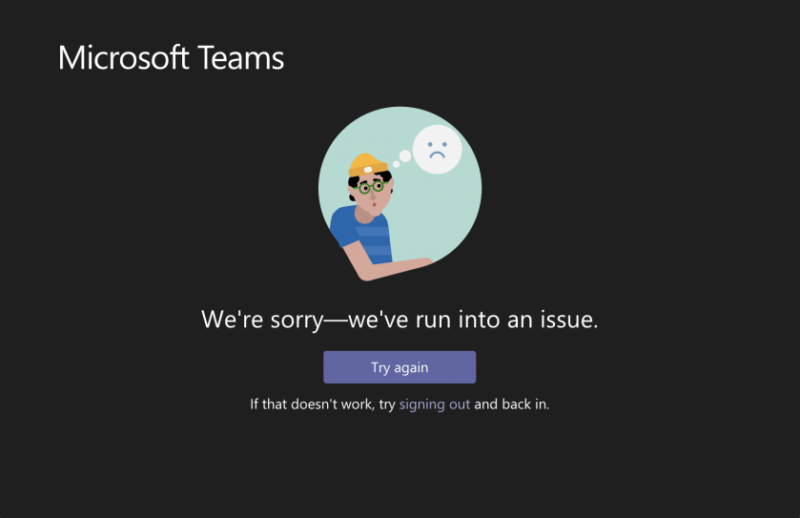 Microsoft Teams
We're sorry—we've run into an issue.
Try again
If that doesn't work, try signing out and back in.